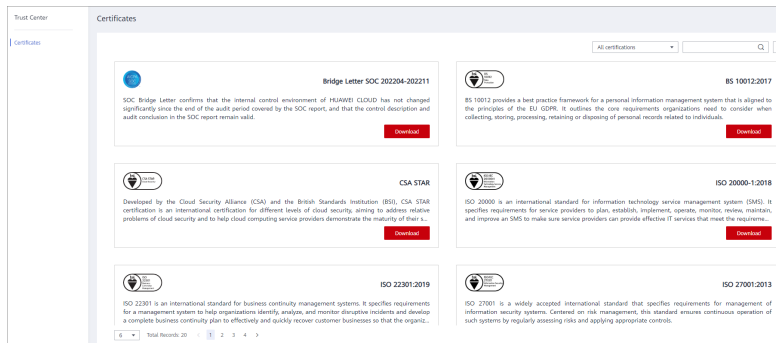 Trust Center
Certificates
Certificates
All certifications
Bridge Letter SOC 202204-202211
SOC Bridge Letter confirms that the internal control environment of HUAWEI CLOUD has not changed
significantly since the end of the audit period covered by the SOC report, and that the control description and
audit conclusion in the SOC report remain valid.
Download
BS 10012:2017
BS 10012 provides a best practice framework for a personal information management system that is aligned to
the principles of the EU GDPR. It outlines the core requirements organizations need to consider when
collecting, storing, processing, retaining or disposing of personal records related to individuals.
Download
CSA STAR
CSA STAR
Developed by the Cloud Security Alliance (CSA) and the British Standards Institution (BSI), CSA STAR
certification is an international certification for different levels of cloud security, aiming to address relative
problems of cloud security and to help cloud computing service providers demonstrate the maturity of their s...
Download
ISO 20000-1:2018
ISO 20000 is an international standard for information technology service management system (SMS). It
specifies requirements for service providers to plan, establish, implement, operate, monitor, review, maintain,
and improve an SMS to make sure service providers can provide effective IT services that meet the requireme...
Download
ISO 22301:2019
ISO 22301 is an international standard for business continuity management systems. It specifies requirements
for a management system to help organizations identify, analyze, and monitor disruptive incidents and develop
a complete business continuity plan to effectively and quickly recover customer businesses so that the organiz...
ISO 27001:2013
ISO 27001 is a widely accepted international standard that specifies requirements for management of
information security systems. Centered on risk management, this standard ensures continuous operation of
such systems by regularly assessing risks and applying appropriate controls.
6 Total Records: 20 < 1 2 3 4 >